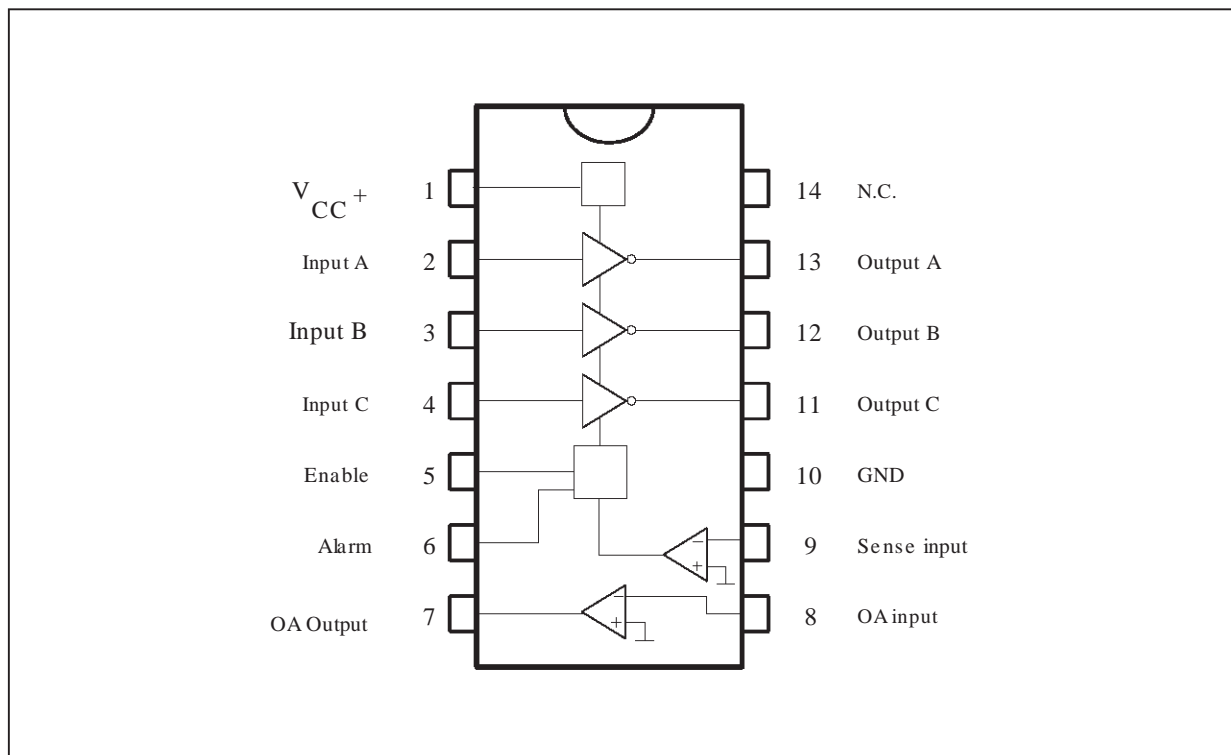 V CC + 1 14 N.C.
Input A 2 13 Output A
Input B 3 12 Output B
Input C 4 11 Output C
Enable 5 10 GND
Alarm 6 9 Sense input
OA Output 7 8 OA input
− +
− +